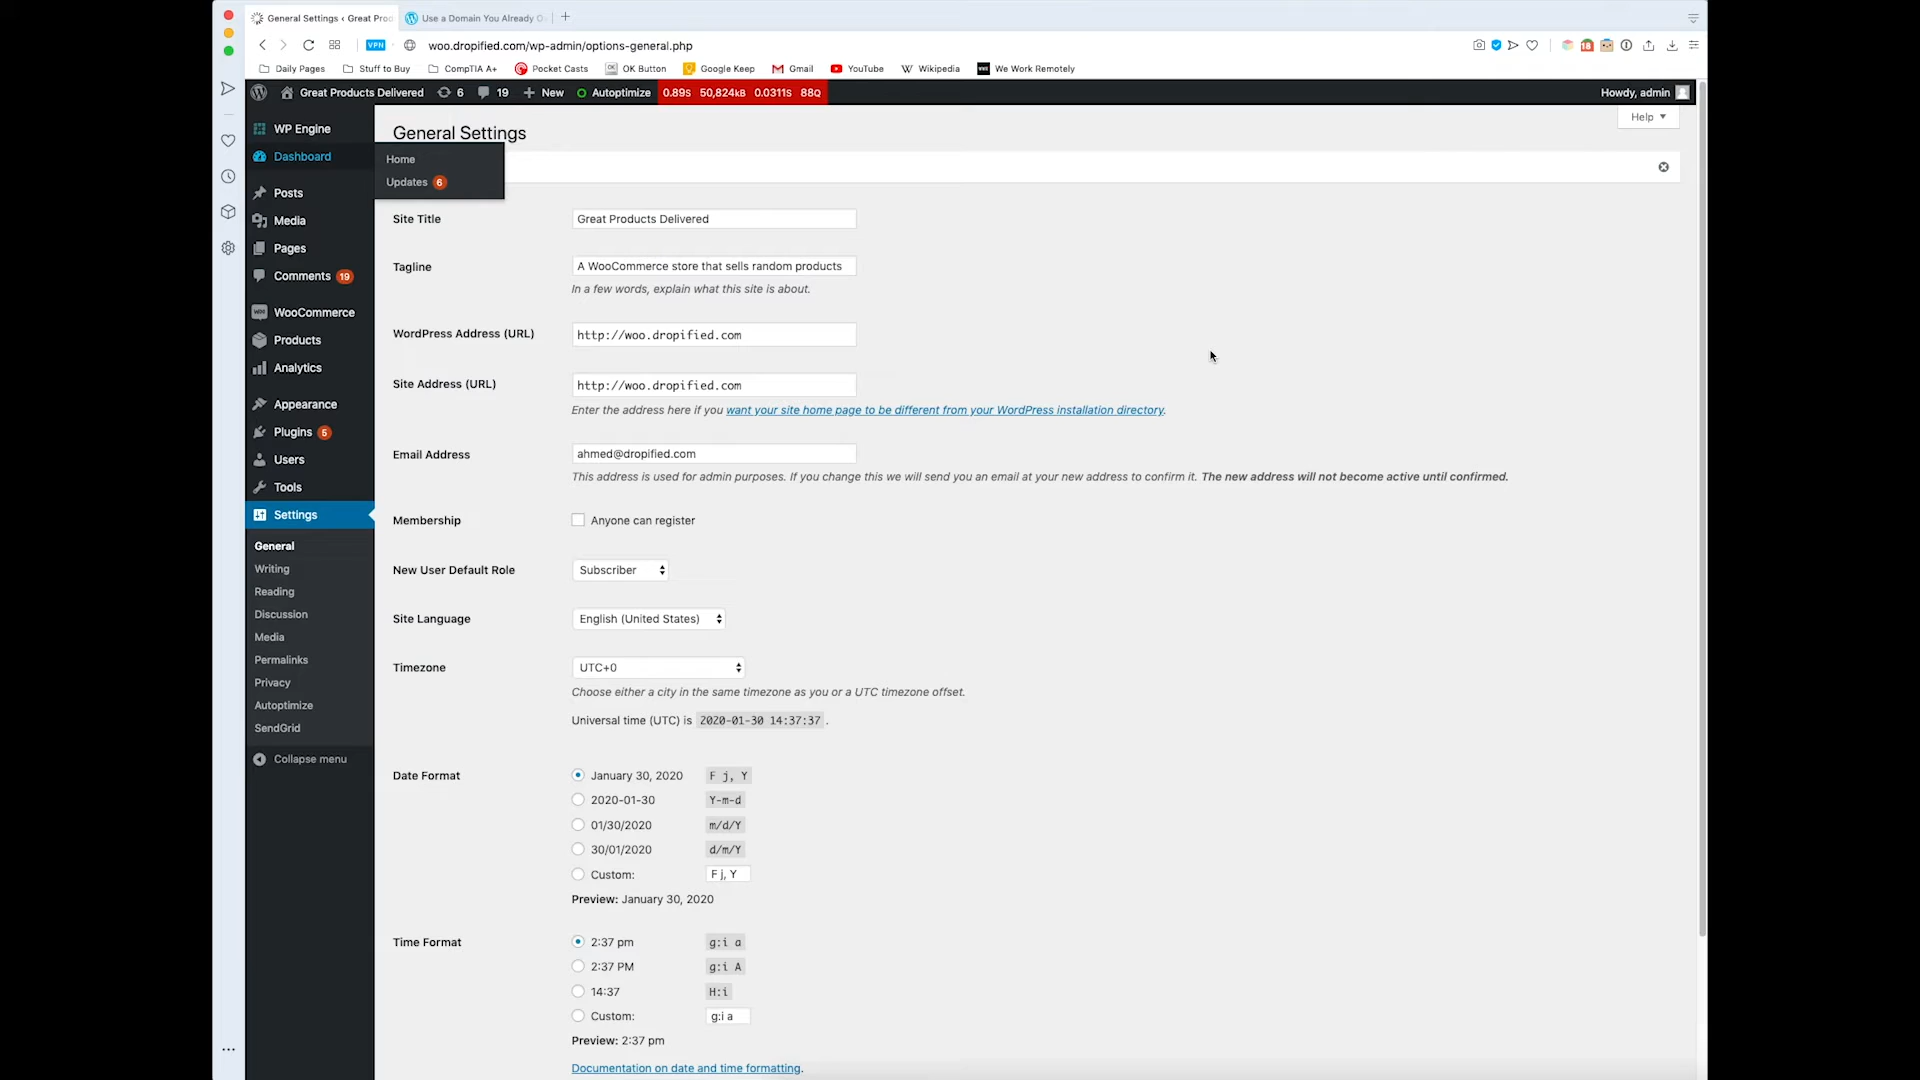 General Settings ‹ Great Prod
Use a Domain You Already O
VPN
woo.dropified.com/wp-admin/options-general.php
18
Daily Pages
Stuff to Buy
CompTIA A+
Pocket Casts
OK Button
Google Keep
Gmail
YouTube
Wikipedia
We Work Remotely
Great Products Delivered
6
19
New
Autoptimize
0.89S 50,824KB 0.0311S 88Q
Howdy, admin
WP Engine
Dashboard
Home
Updates 6
Posts
Media
Pages
Comments 19
WooCommerce
Products
Analytics
Appearance
Plugins 5
Users
Tools
Settings
General
Writing
Reading
Discussion
Media
Permalinks
Privacy
Autoptimize
SendGrid
Collapse menu
Help
General Settings
Site Title
Great Products Delivered
Tagline
A WooCommerce store that sells random products
In a few words, explain what this site is about.
WordPress Address (URL)
http://woo.dropified.com
Site Address (URL)
http://woo.dropified.com
Enter the address here if you want your site home page to be different from your WordPress installation directory.
Email Address
ahmed@dropified.com
This address is used for admin purposes. If you change this we will send you an email at your new address to confirm it. The new address will not become active until confirmed.
Membership
Anyone can register
New User Default Role
Subscriber
Site Language
English (United States)
Timezone
UTC+0
Choose either a city in the same timezone as you or a UTC timezone offset.
Universal time (UTC) is 2020-01-30 14:37:37 .
Date Format
January 30, 2020 F j, Y
2020-01-30 Y-m-d
01/30/2020 m/d/Y
30/01/2020 d/m/Y
Custom: F j, Y
Preview: January 30, 2020
Time Format
2:37 pm g:i a
2:37 PM g:i A
14:37 H:i
Custom: g:i a
Preview: 2:37 pm
Documentation on date and time formatting.